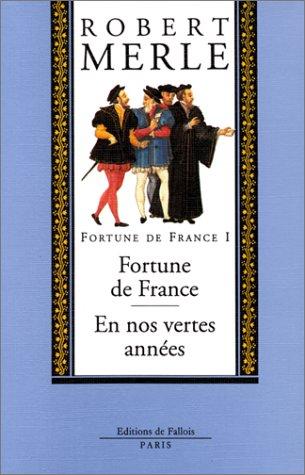 ROBERT
MERLE
FORTUNE DE FRANCE I
Fortune
de France
En nos vertes
années
Editions de Fallois
PARIS